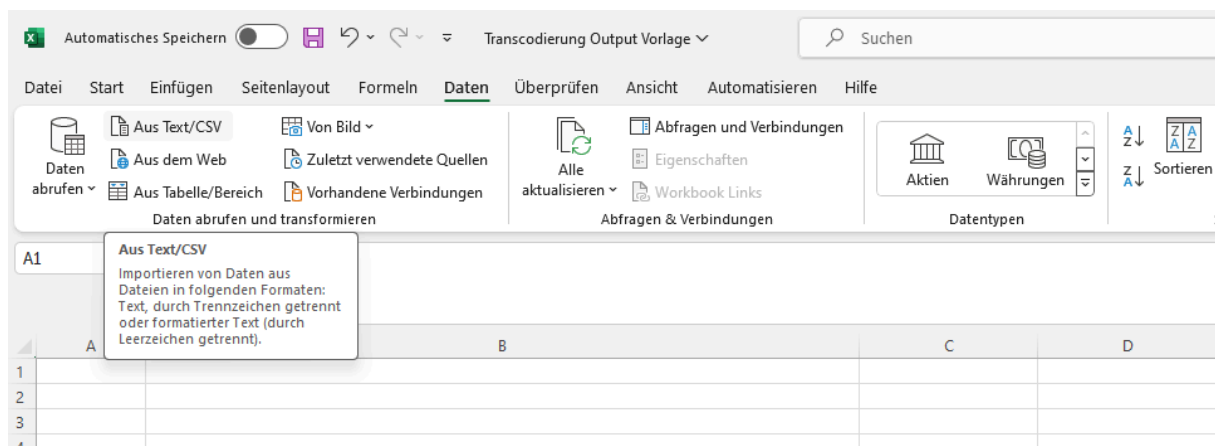 Automatisches Speichern
Transcodierung Output Vorlage
Suchen
Datei Start Einfügen Seitenlayout Formeln Daten Überprüfen Ansicht Automatisieren Hilfe
Daten abrufen
Aus Text/CSV
Aus dem Web
Aus Tabelle/Bereich
Von Bild
Zuletzt verwendete Quellen
Vorhandene Verbindungen
Daten abrufen und transformieren
Alle aktualisieren
Abfragen und Verbindungen
Eigenschaften
Workbook Links
Abfragen & Verbindungen
Aktien
Währungen
Datentypen
A Z
Z A
Z A
A Z
Sortieren
A1
Aus Text/CSV
Importieren von Daten aus
Dateien in folgenden Formaten:
Text, durch Trennzeichen getrennt
oder formatierter Text (durch
Leerzeichen getrennt).
A B C D
1
2
3